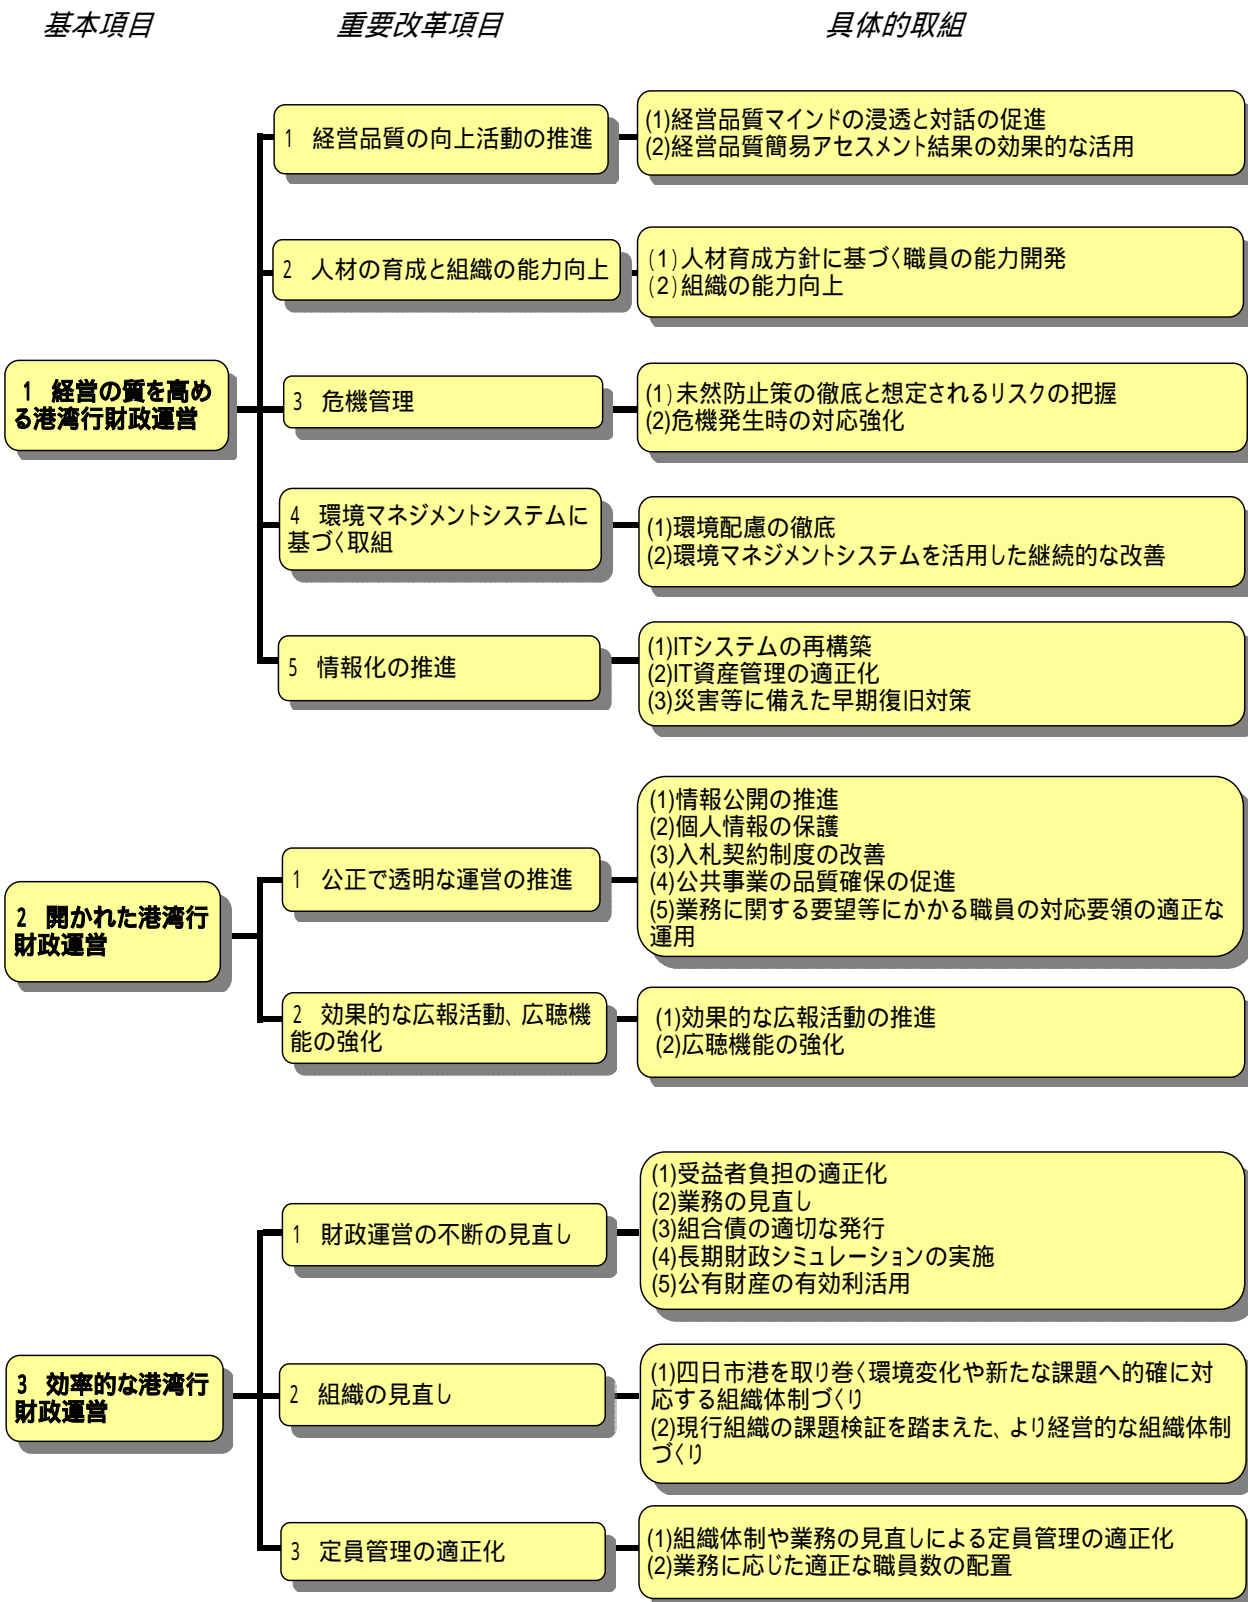 基本項目
重要改革項目
具体的取組
1 経営の質を高め
る港湾行財政運営
1 経営品質の向上活動の推進
(1)経営品質マインドの浸透と対話の促進
(2)経営品質簡易アセスメント結果の効果的な活用
2 人材の育成と組織の能力向上
(1)人材育成方針に基づく職員の能力開発
(2)組織の能力向上
3 危機管理
(1)未然防止策の徹底と想定されるリスクの把握
(2)危機発生時の対応強化
4 環境マネジメントシステムに
基づく取組
(1)環境配慮の徹底
(2)環境マネジメントシステムを活用した継続的な改善
5 情報化の推進
(1)ITシステムの再構築
(2)IT資産管理の適正化
(3)災害等に備えた早期復旧対策
2 開かれた港湾行
財政運営
1 公正で透明な運営の推進
(1)情報公開の推進
(2)個人情報の保護
(3)入札契約制度の改善
(4)公共事業の品質確保の促進
(5)業務に関する要望等にかかる職員の対応要領の適正な
運用
2 効果的な広報活動、広聴機
能の強化
(1)効果的な広報活動の推進
(2)広聴機能の強化
3 効率的な港湾行
財政運営
1 財政運営の不断の見直し
(1)受益者負担の適正化
(2)業務の見直し
(3)組合債の適切な発行
(4)長期財政シミュレーションの実施
(5)公有財産の有効利活用
2 組織の見直し
(1)四日市港を取り巻く環境変化や新たな課題へ的確に対
応する組織体制づくり
(2)現行組織の課題検証を踏まえた、より経営的な組織体制
づくり
3 定員管理の適正化
(1)組織体制や業務の見直しによる定員管理の適正化
(2)業務に応じた適正な職員数の配置